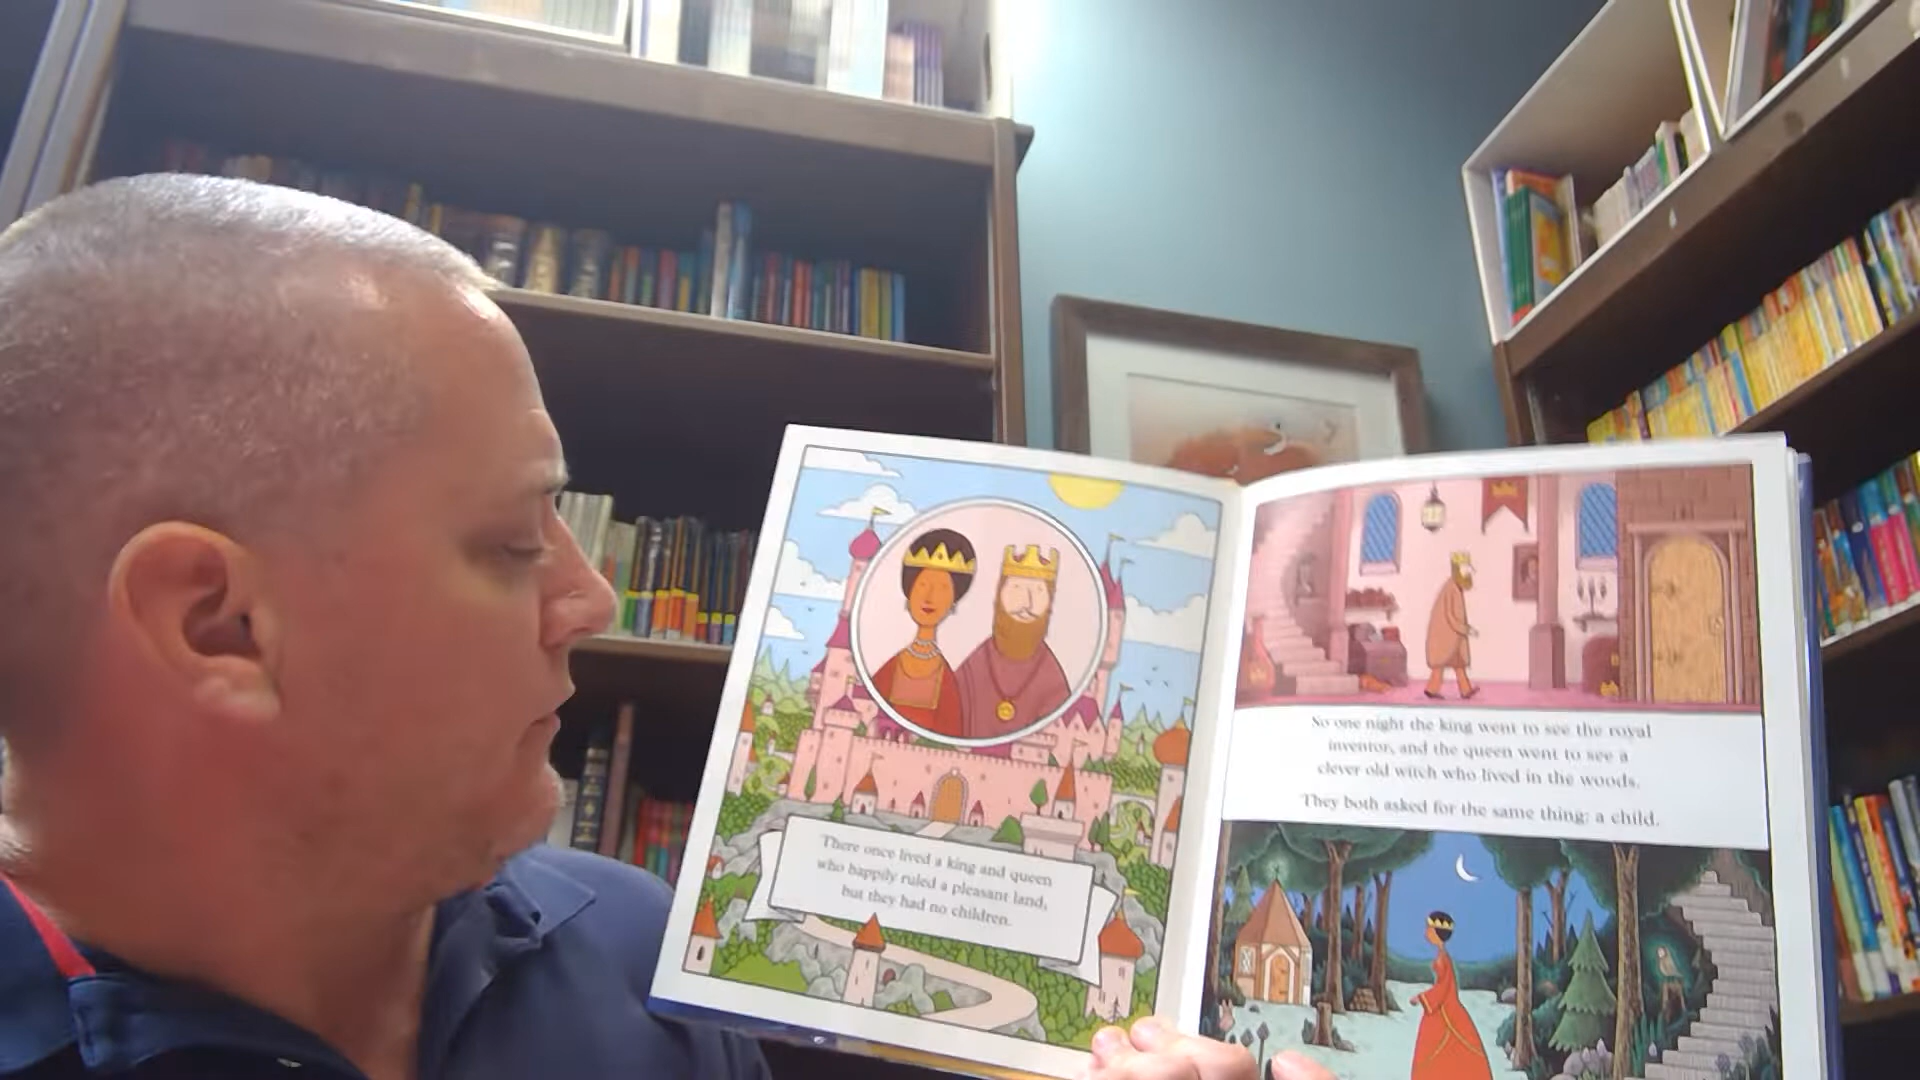 There once lived a king and queen
who happily ruled a pleasant land,
but they had no children.
So one night the king went to see the royal
inventor, and the queen went to see a
clever old witch who lived in the woods.
They both asked for the same thing: a child.